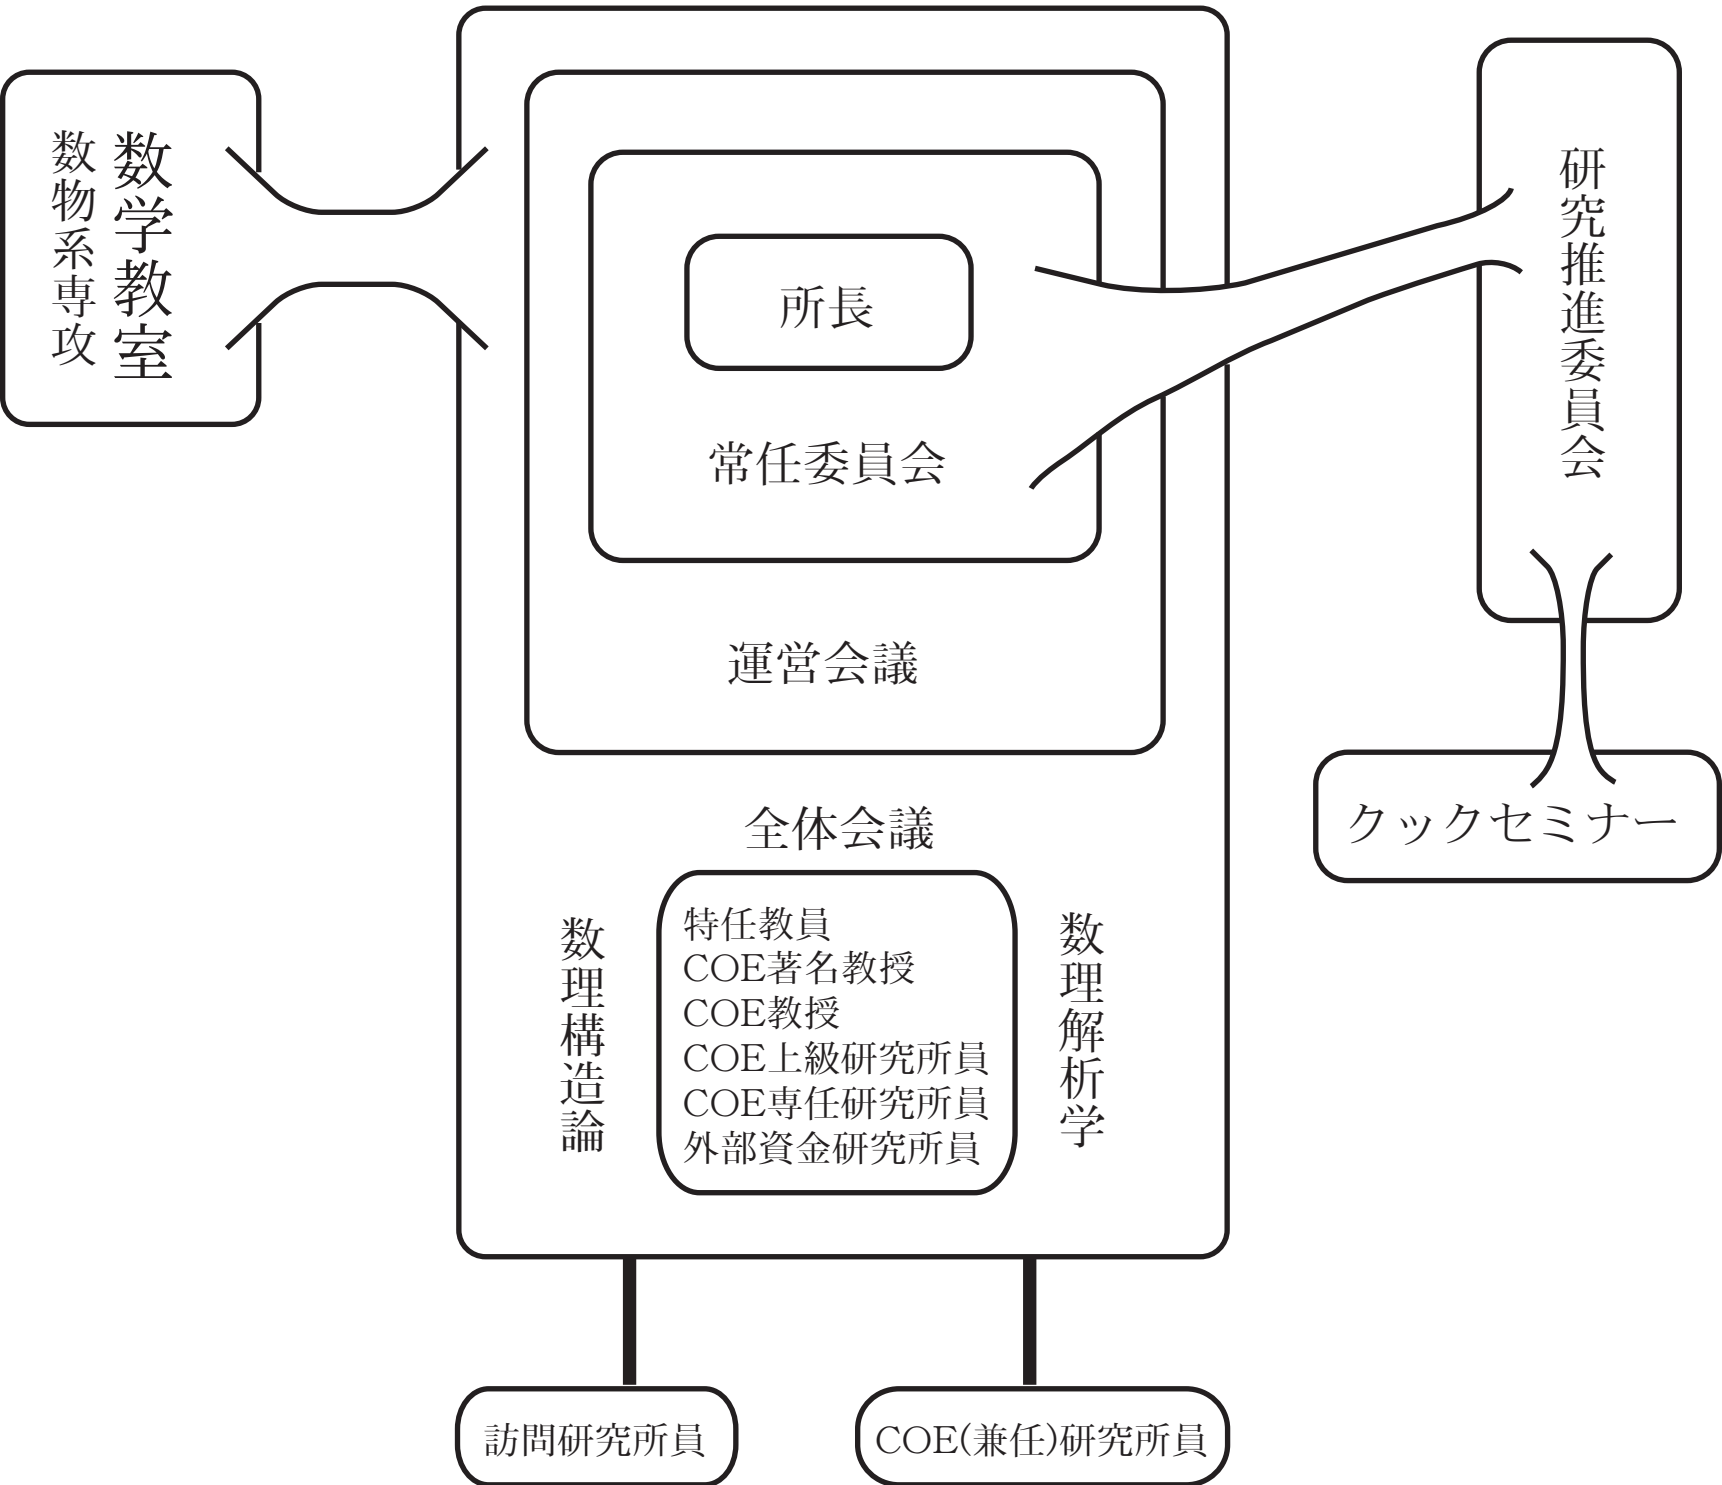 数学教室
数物系専攻
所長
常任委員会
運営会議
全体会議
数理構造論
特任教員
COE著名教授
COE教授
COE上級研究所員
COE専任研究所員
外部資金研究所員
数理解析学
研究推進委員会
クックセミナー
訪問研究所員
COE(兼任)研究所員